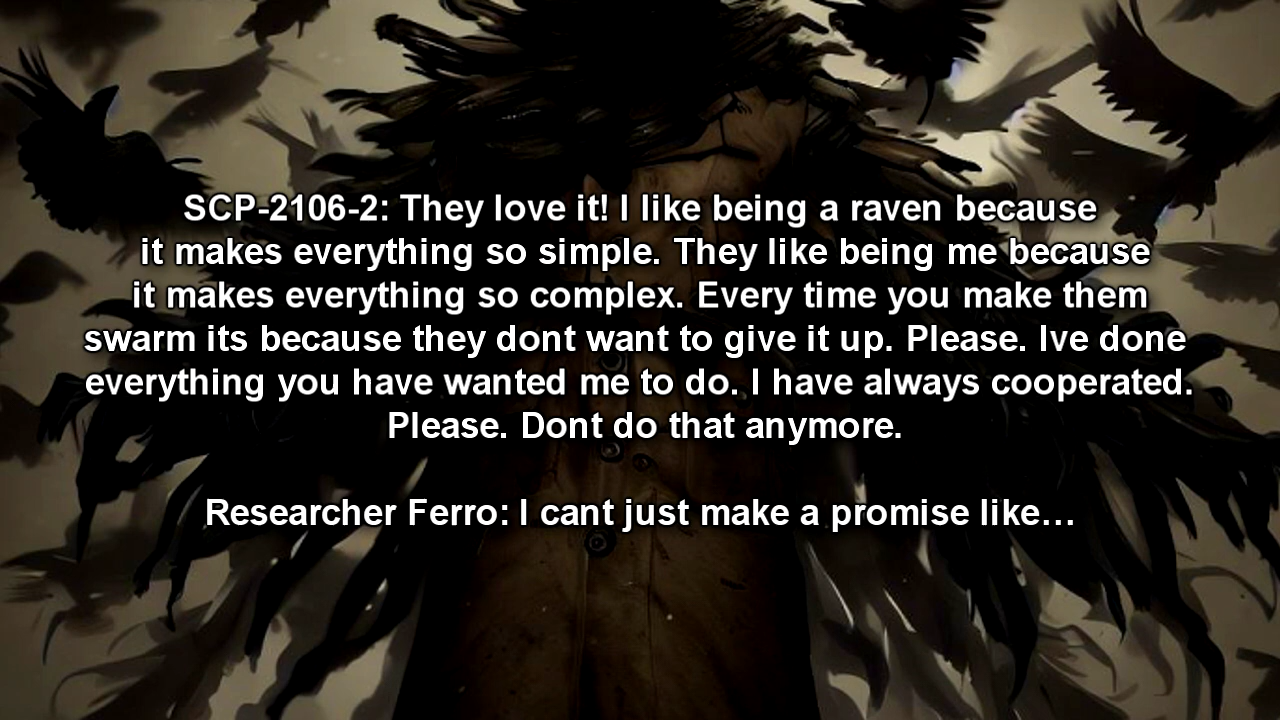 SCP-2106-2: They love it! I like being a raven because
it makes everything so simple. They like being me because
it makes everything so complex. Every time you make them
swarm its because they dont want to give it up. Please. Ive done
everything you have wanted me to do. I have always cooperated.
Please. Dont do that anymore.
Researcher Ferro: I cant just make a promise like…